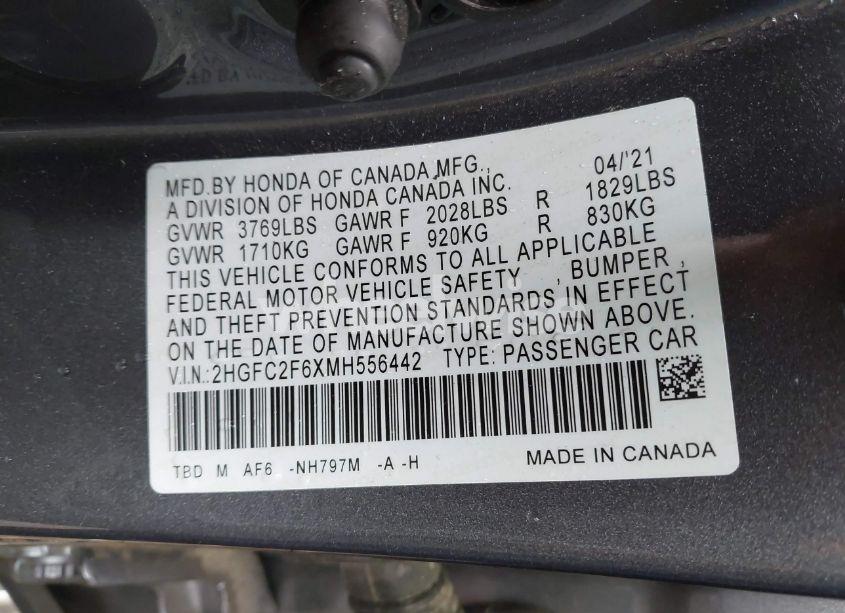 MFD.BY HONDA OF CANADA MFG., 04/'21
A DIVISION OF HONDA CANADA INC.
GVWR 3769LBS GAWR F 2028LBS R 1829LBS
GVWR 1710KG GAWR F 920KG R 830KG
THIS VEHICLE CONFORMS TO ALL APPLICABLE
FEDERAL MOTOR VEHICLE SAFETY , BUMPER ,
AND THEFT PREVENTION STANDARDS IN EFFECT
ON THE DATE OF MANUFACTURE SHOWN ABOVE.
V.I.N.:2HGFC2F6XMH556442 TYPE: PASSENGER CAR
TBD M AF6 -NH797M -A -H MADE IN CANADA